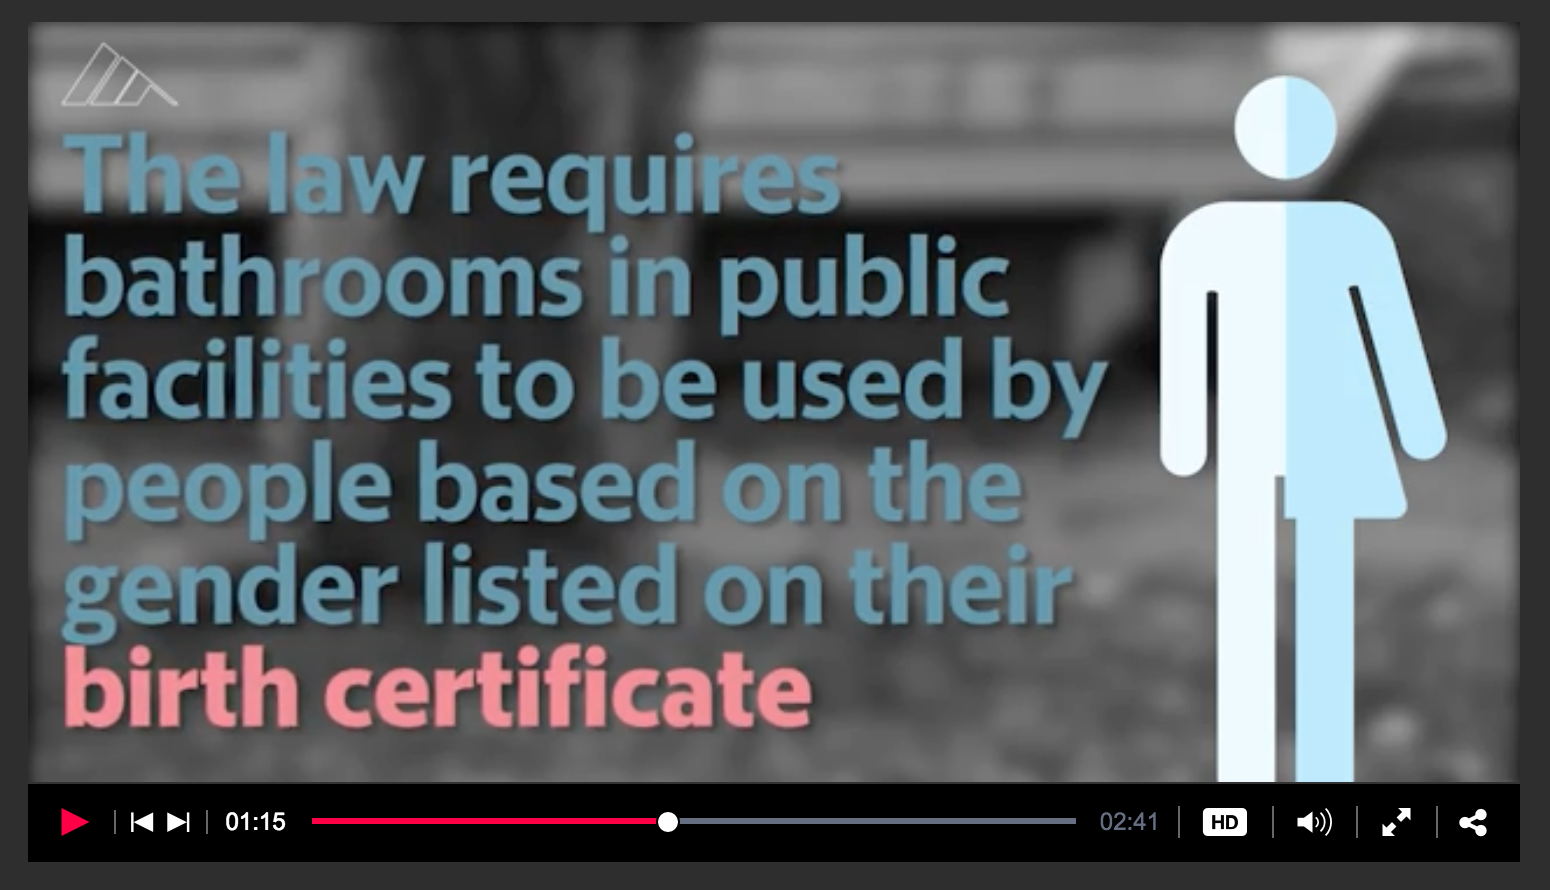 The law requires
bathrooms in public
facilities to be used by
people based on the
gender listed on their
birth certificate
01:15
02:41
HD